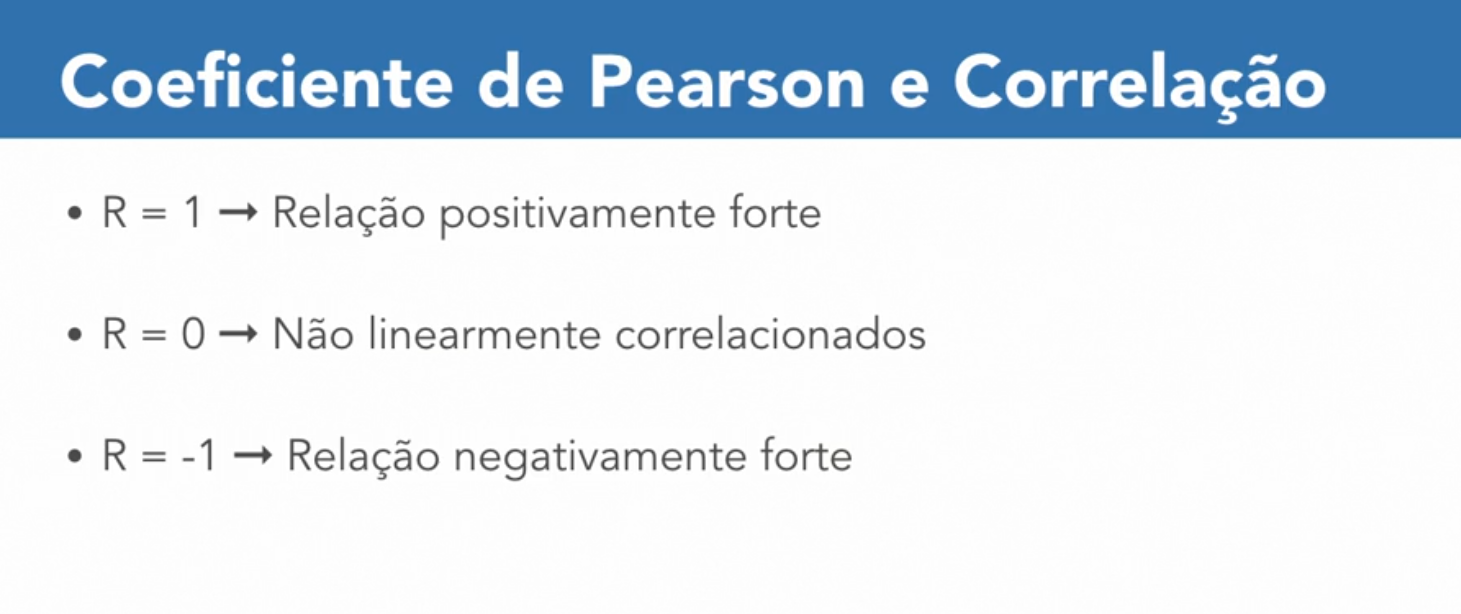 Coeficiente de Pearson e Correlação
• R = 1 → Relação positivamente forte
• R = 0 → Não linearmente correlacionados
• R = -1 → Relação negativamente forte